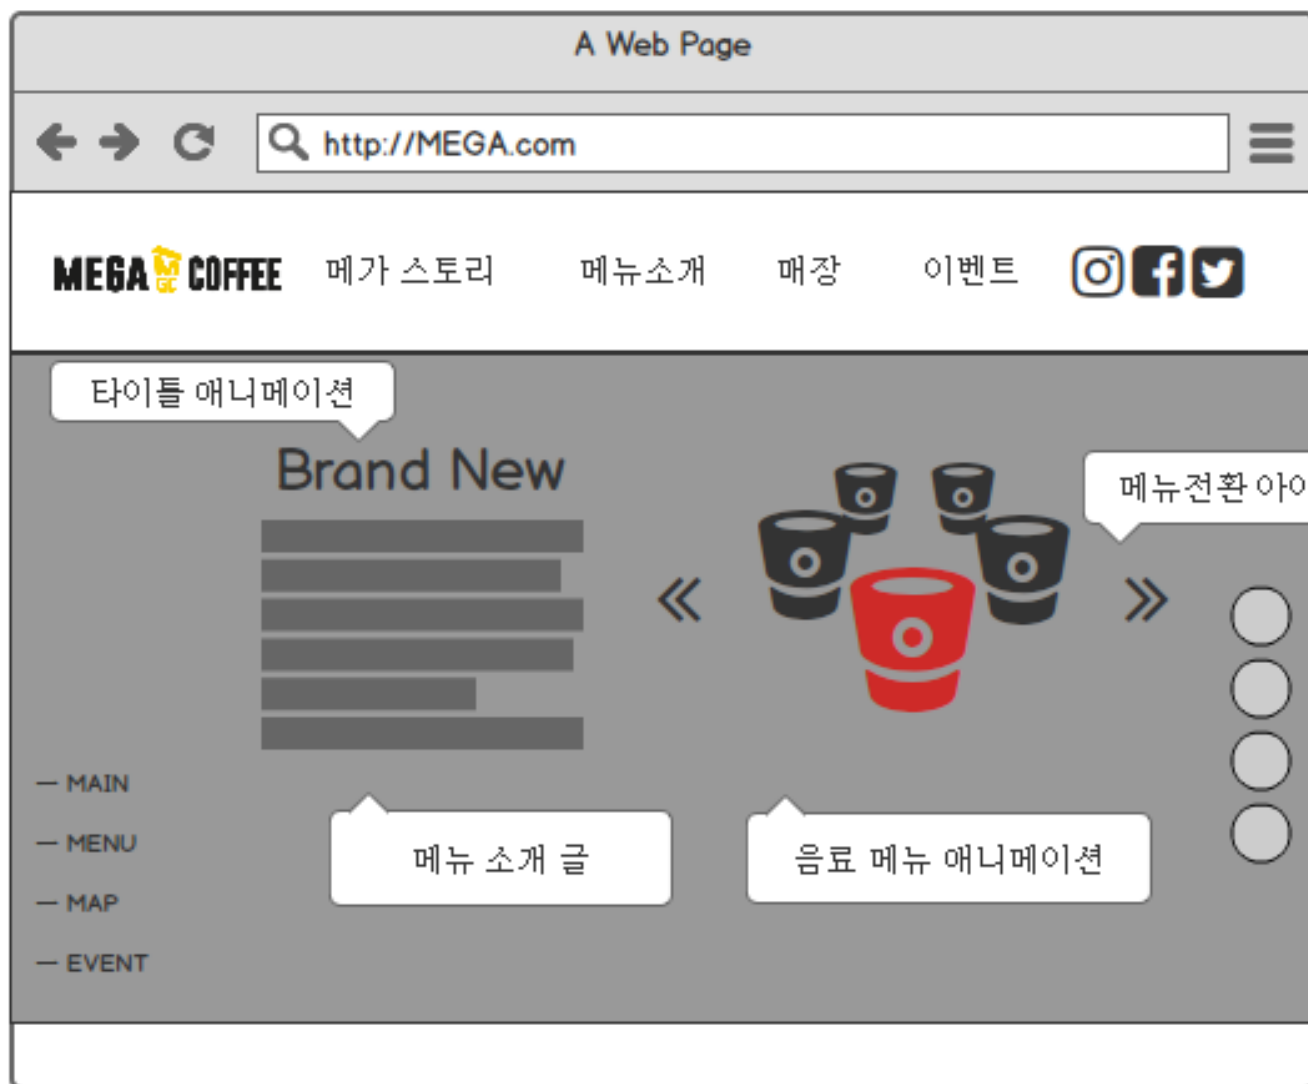 A Web Page
http://MEGA.com
MEGA MGC COFFEE 메가 스토리 메뉴소개 매장 이벤트
타이틀 애니메이션
Brand New
메뉴전환 아이
— MAIN
— MENU
— MAP
— EVENT
메뉴 소개 글
음료 메뉴 애니메이션